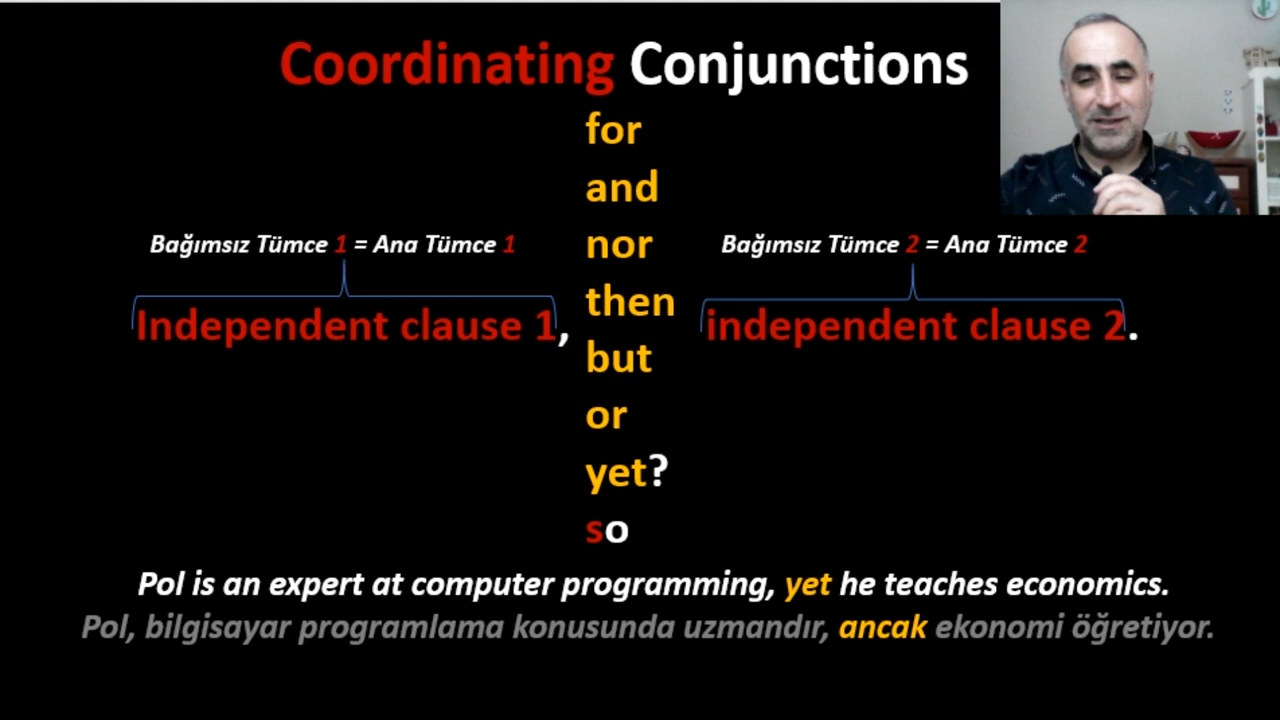 Coordinating Conjunctions
for
and
nor
then
but
or
yet?
so
Bağımsız Tümce 1 = Ana Tümce 1
Independent clause 1,
Bağımsız Tümce 2 = Ana Tümce 2
independent clause 2.
Pol is an expert at computer programming, yet he teaches economics.
Pol, bilgisayar programlama konusunda uzmandır, ancak ekonomi öğretiyor.